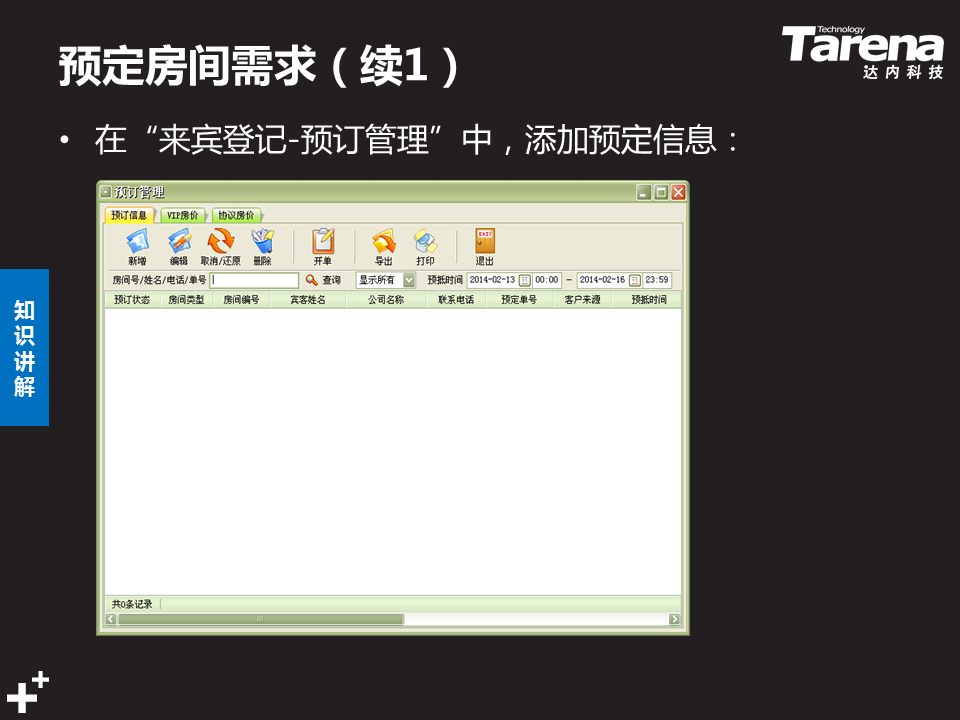 Technology
Tarena
达内科技
预定房间需求（续1）
• 在“来宾登记-预订管理”中，添加预定信息：
知识讲解
预订管理
预订信息 VIP房价 协议房价
新增 编辑 取消/还原 删除 开单 导出 打印 EXIT 退出
房间号/姓名/电话/单号 查询 显示所有 预抵时间 2014-02-13 00:00 - 2014-02-16 23:59
预订状态 房间类型 房间编号 宾客姓名 公司名称 联系电话 预定单号 客户来源 预抵时间
共0条记录